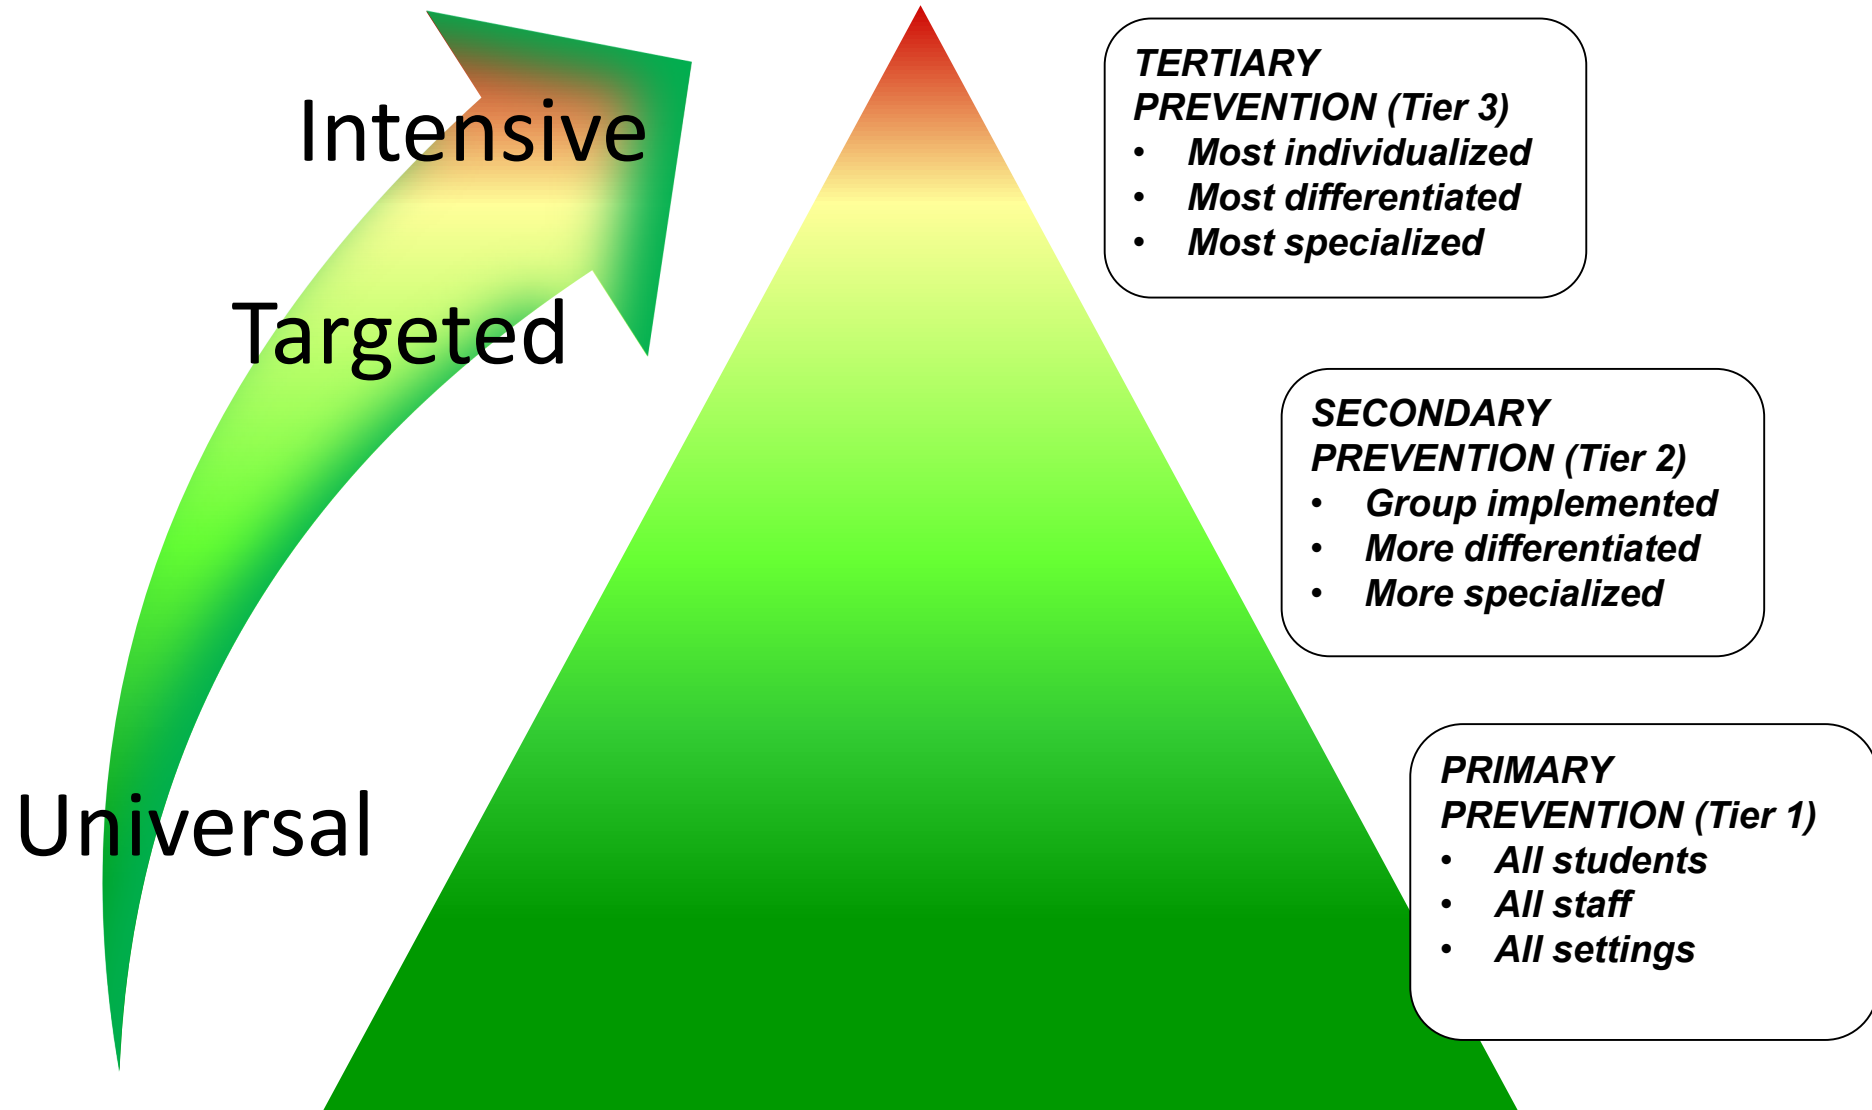 Intensive
Targeted
Universal
TERTIARY
PREVENTION (Tier 3)
• Most individualized
• Most differentiated
• Most specialized
SECONDARY
PREVENTION (Tier 2)
• Group implemented
• More differentiated
• More specialized
PRIMARY
PREVENTION (Tier 1)
• All students
• All staff
• All settings